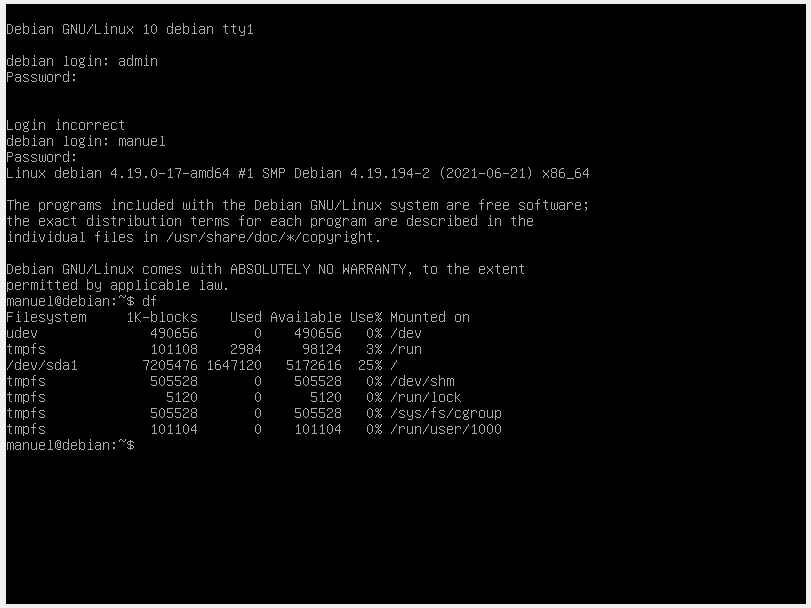 Debian GNU/Linux 10 debian tty1
debian login: admin
Password:
Login incorrect
debian login: manuel
Password:
Linux debian 4.19.0-17-amd64 #1 SMP Debian 4.19.194-2 (2021-06-21) x86_64
The programs included with the Debian GNU/Linux system are free software;
the exact distribution terms for each program are described in the
individual files in /usr/share/doc/*/copyright.
Debian GNU/Linux comes with ABSOLUTELY NO WARRANTY, to the extent
permitted by applicable law.
manuel@debian:~$ df
Filesystem     1K-blocks    Used Available Use% Mounted on
udev              490656       0    490656   0% /dev
tmpfs             101108    2984     98124   3% /run
/dev/sda1        7205476 1647120   5172616  25% /
tmpfs             505528       0    505528   0% /dev/shm
tmpfs               5120       0      5120   0% /run/lock
tmpfs             505528       0    505528   0% /sys/fs/cgroup
tmpfs             101104       0    101104   0% /run/user/1000
manuel@debian:~$